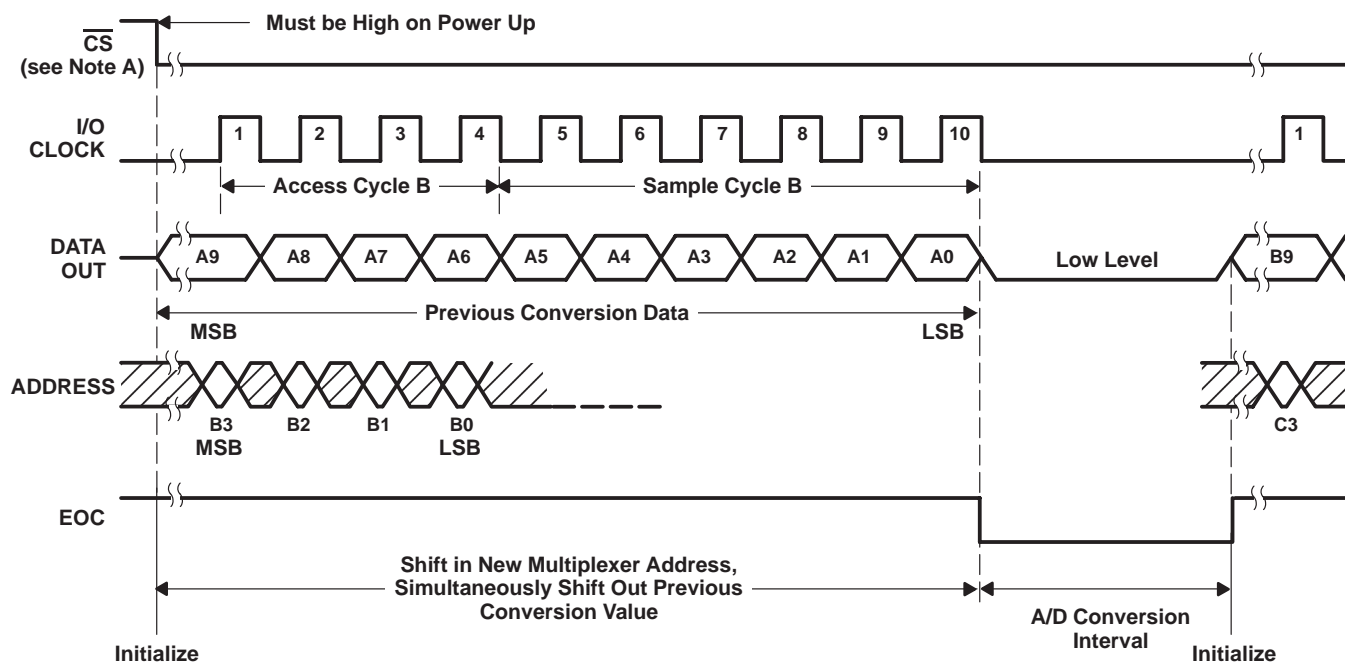 Must be High on Power Up
CS
(see Note A)
I/O
CLOCK
1 2 3 4 5 6 7 8 9 10 1
Access Cycle B
Sample Cycle B
DATA
OUT
A9 A8 A7 A6 A5 A4 A3 A2 A1 A0
Low Level
B9
Previous Conversion Data
MSB
LSB
ADDRESS
B3 B2 B1 B0
MSB
LSB
C3
EOC
Shift in New Multiplexer Address,
Simultaneously Shift Out Previous
Conversion Value
A/D Conversion
Interval
Initialize
Initialize